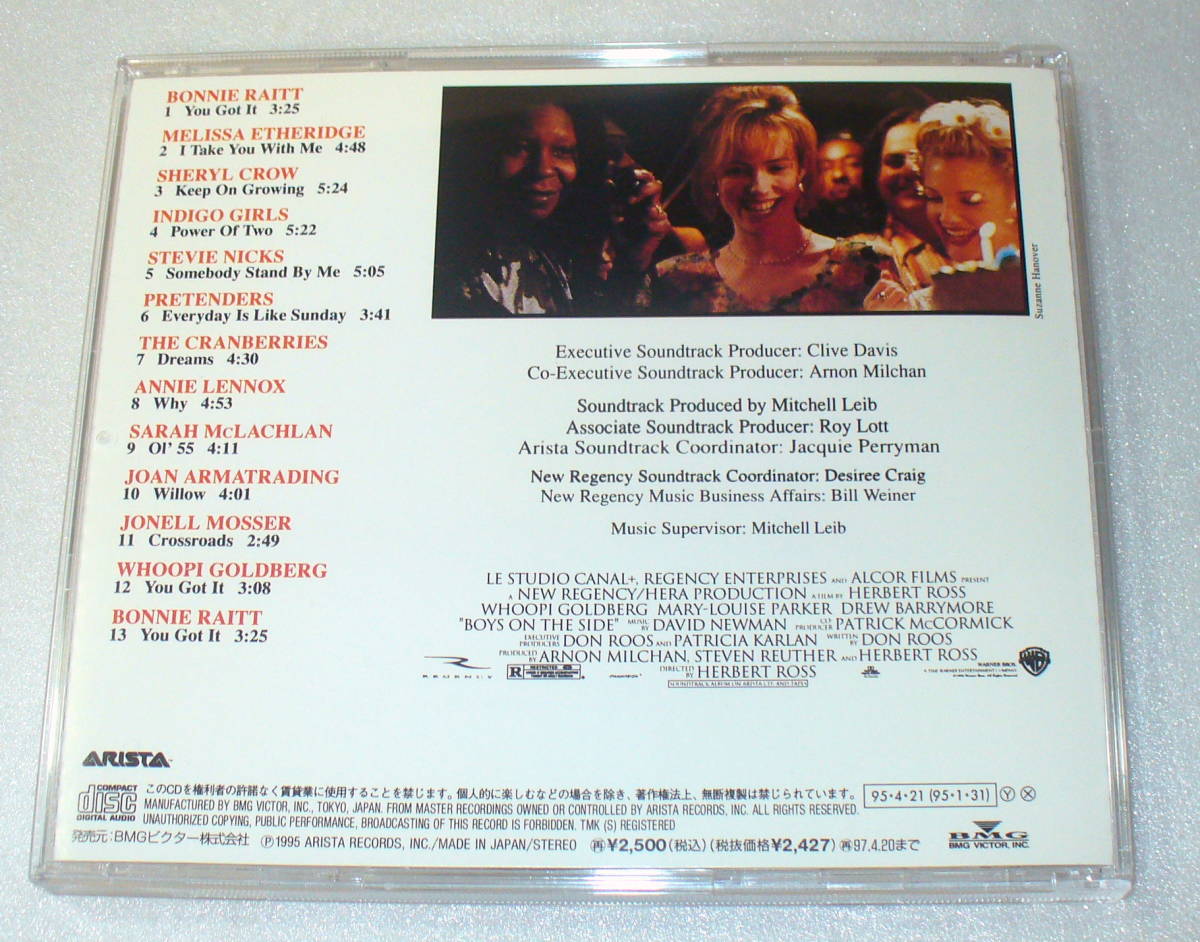 BONNIE RAITT
1 You Got It 3:25
MELISSA ETHERIDGE
2 I Take You With Me 4:48
SHERYL CROW
3 Keep On Growing 5:24
INDIGO GIRLS
4 Power Of Two 5:22
STEVIE NICKS
5 Somebody Stand By Me 5:05
PRETENDERS
6 Everyday Is Like Sunday 3:41
THE CRANBERRIES
7 Dreams 4:30
ANNIE LENNOX
8 Why 4:53
SARAH McLACHLAN
9 Ol' 55 4:11
JOAN ARMATRADING
10 Willow 4:01
JONELL MOSSER
11 Crossroads 2:49
WHOOPI GOLDBERG
12 You Got It 3:08
BONNIE RAITT
13 You Got It 3:25
Suzanne Hanover
Executive Soundtrack Producer: Clive Davis
Co-Executive Soundtrack Producer: Arnon Milchan
Soundtrack Produced by Mitchell Leib
Associate Soundtrack Producer: Roy Lott
Arista Soundtrack Coordinator: Jacquie Perryman
New Regency Soundtrack Coordinator: Desiree Craig
New Regency Music Business Affairs: Bill Weiner
Music Supervisor: Mitchell Leib
LE STUDIO CANAL+, REGENCY ENTERPRISES AND ALCOR FILMS PRESENT
A NEW REGENCY/HERA PRODUCTION A FILM BY HERBERT ROSS
WHOOPI GOLDBERG MARY-LOUISE PARKER DREW BARRYMORE
"BOYS ON THE SIDE" MUSIC BY DAVID NEWMAN CO-PRODUCER PATRICK McCORMICK
EXECUTIVE PRODUCERS DON ROOS AND PATRICIA KARLAN WRITTEN BY DON ROOS
PRODUCED BY ARNON MILCHAN, STEVEN REUTHER AND HERBERT ROSS
DIRECTED BY HERBERT ROSS
SOUNDTRACK ALBUM ON ARISTA CD'S AND TAPES
REGENCY
R RESTRICTED
WARNER BROS.
WB
ARISTA
COMPACT disc DIGITAL AUDIO
このCDを権利者の許諾なく賃貸業に使用することを禁じます。個人的に楽しむなどの場合を除き、著作権法上、無断複製は禁じられています。
MANUFACTURED BY BMG VICTOR, INC., TOKYO, JAPAN. FROM MASTER RECORDINGS OWNED OR CONTROLLED BY ARISTA RECORDS, INC. ALL RIGHTS RESERVED.
UNAUTHORIZED COPYING, PUBLIC PERFORMANCE, BROADCASTING OF THIS RECORD IS FORBIDDEN. TMK (S) REGISTERED
95・4・21 (95・1・31) Ⓨ Ⓧ
発売元:BMGビクター株式会社 Ⓟ1995 ARISTA RECORDS, INC./MADE IN JAPAN/STEREO 再¥2,500(税込)(税抜価格¥2,427)再97.4.20まで
BMG
BMG VICTOR, INC.